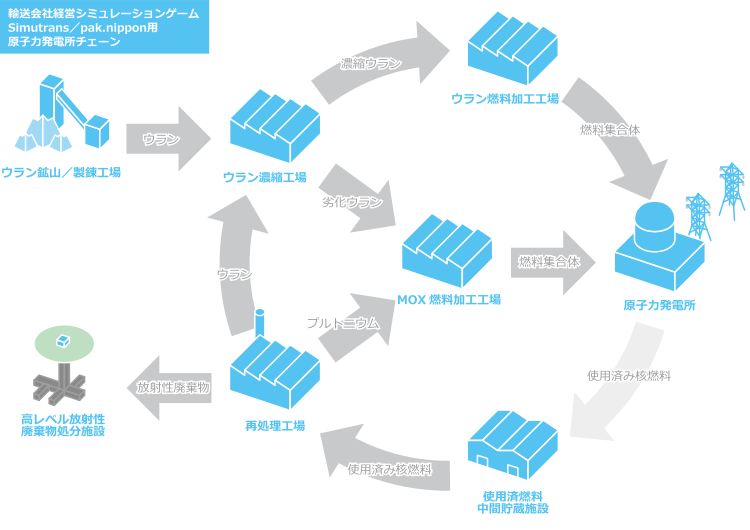 輸送会社経営シミュレーションゲーム
Simutrans／pak.nippon用
原子力発電所チェーン
濃縮ウラン
ウラン燃料加工工場
燃料集合体
ウラン
ウラン鉱山／製錬工場
ウラン濃縮工場
劣化ウラン
ウラン
MOX 燃料加工工場
燃料集合体
原子力発電所
プルトニウム
使用済み核燃料
放射性廃棄物
高レベル放射性
廃棄物処分施設
再処理工場
使用済み核燃料
使用済燃料
中間貯蔵施設